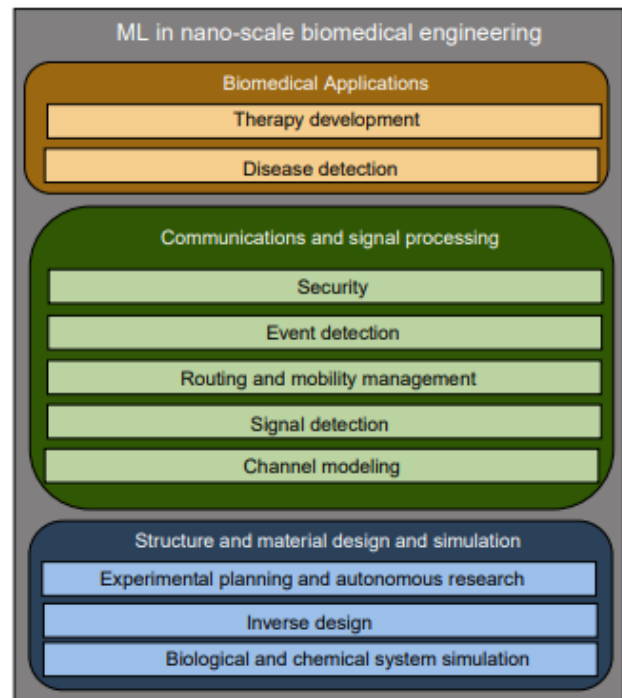 ML in nano-scale biomedical engineering
Biomedical Applications
Therapy development
Disease detection
Communications and signal processing
Security
Event detection
Routing and mobility management
Signal detection
Channel modeling
Structure and material design and simulation
Experimental planning and autonomous research
Inverse design
Biological and chemical system simulation